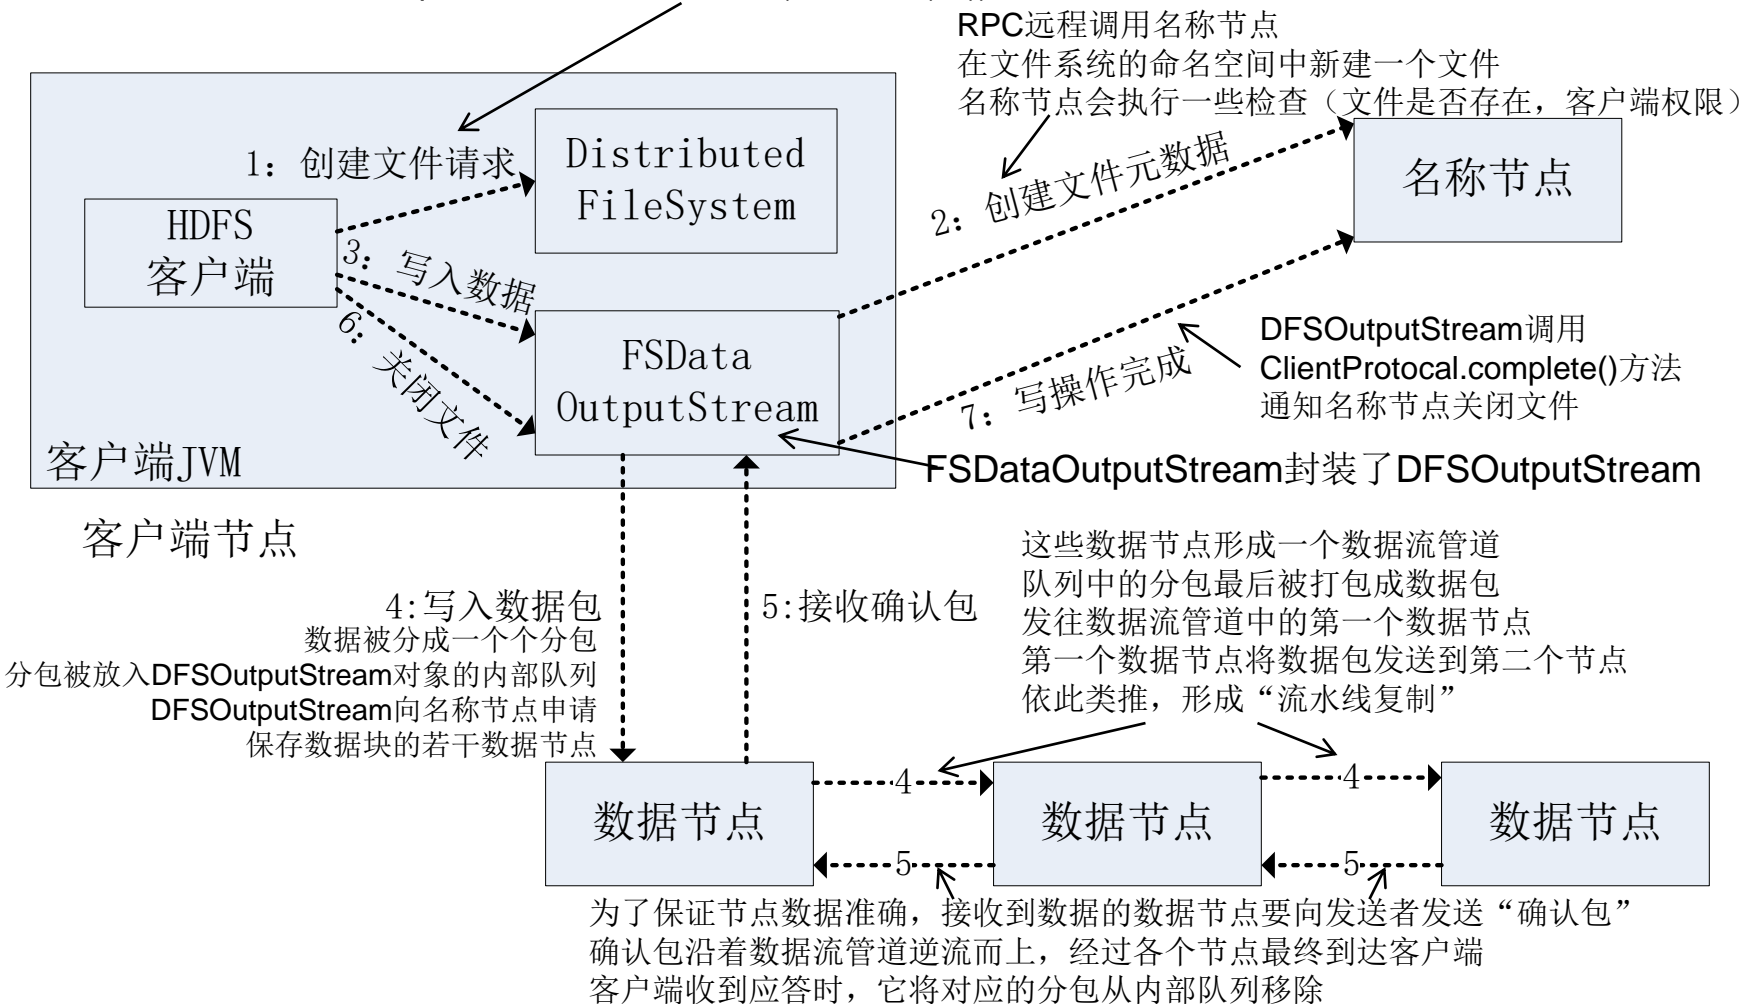 RPC远程调用名称节点
在文件系统的命名空间中新建一个文件
名称节点会执行一些检查（文件是否存在，客户端权限）
1：创建文件请求
Distributed
FileSystem
名称节点
HDFS
客户端
2：创建文件元数据
3：写入数据
6：关闭文件
FSData
OutputStream
7：写操作完成
DFSOutputStream调用
ClientProtocal.complete()方法
通知名称节点关闭文件
客户端JVM
FSDataOutputStream封装了DFSOutputStream
客户端节点
这些数据节点形成一个数据流管道
队列中的分包最后被打包成数据包
发往数据流管道中的第一个数据节点
第一个数据节点将数据包发送到第二个节点
依此类推，形成“流水线复制”
4:写入数据包
5:接收确认包
数据被分成一个个分包
分包被放入DFSOutputStream对象的内部队列
DFSOutputStream向名称节点申请
保存数据块的若干数据节点
4
4
数据节点
数据节点
数据节点
5
5
为了保证节点数据准确，接收到数据的数据节点要向发送者发送“确认包”
确认包沿着数据流管道逆流而上，经过各个节点最终到达客户端
客户端收到应答时，它将对应的分包从内部队列移除